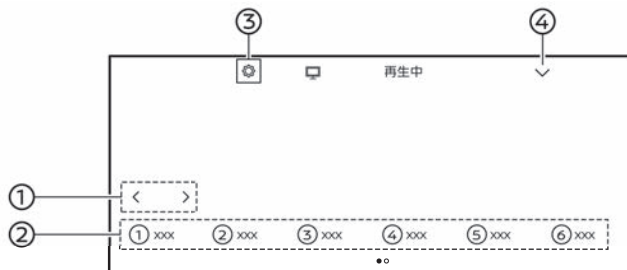 ③ ④
再生中
① < >
② ① xxx ② xxx ③ xxx ④ xxx ⑤ xxx ⑥ xxx